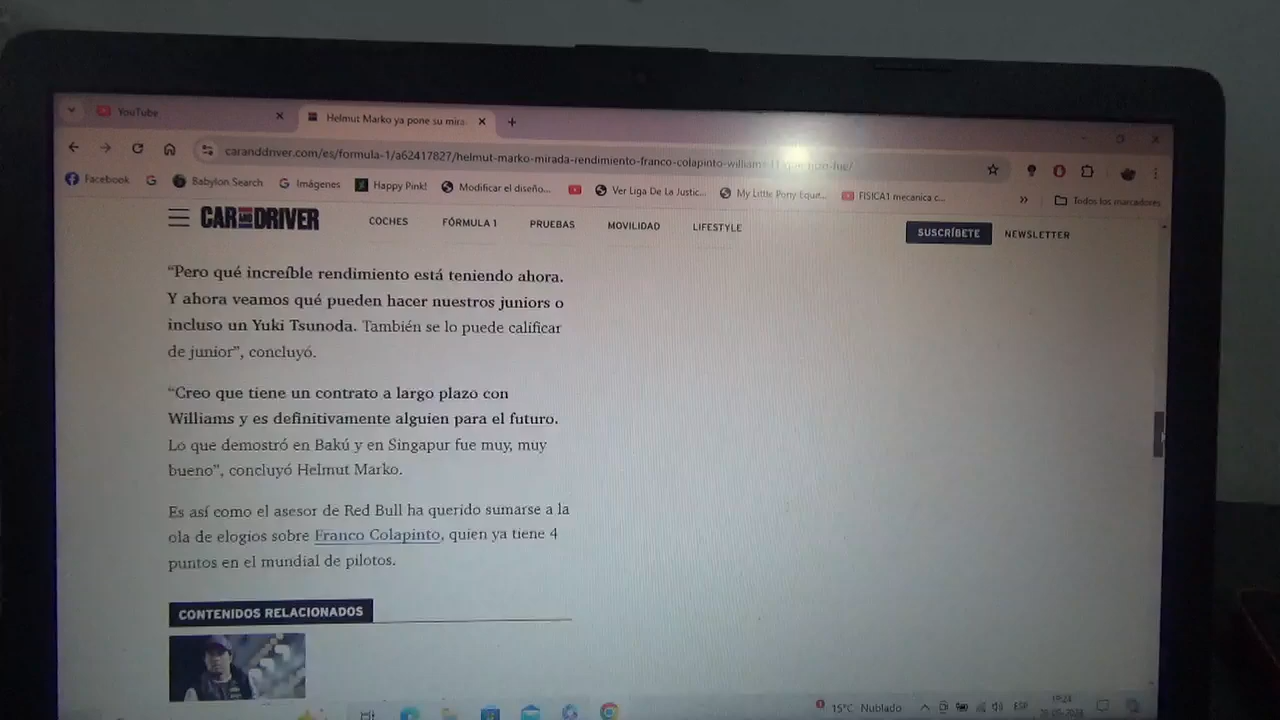 YouTube
Helmut Marko ya pone su mira
caranddriver.com/es/formula-1/a62417827/helmut-marko-mirada-rendimiento-franco-colapinto-williams
Facebook
Babylon Search
Imágenes
Happy Pink!
Modificar el diseño...
Ver Liga De La Justic...
My Little Pony Eque...
FISICA1 mecanica c...
»
Todos los marcadores
CAR AND DRIVER
COCHES
FÓRMULA 1
PRUEBAS
MOVILIDAD
LIFESTYLE
SUSCRÍBETE
NEWSLETTER
“Pero qué increíble rendimiento está teniendo ahora.
Y ahora veamos qué pueden hacer nuestros juniors o
incluso un Yuki Tsunoda. También se lo puede calificar
de junior”, concluyó.
“Creo que tiene un contrato a largo plazo con
Williams y es definitivamente alguien para el futuro.
Lo que demostró en Bakú y en Singapur fue muy, muy
bueno”, concluyó Helmut Marko.
Es así como el asesor de Red Bull ha querido sumarse a la
ola de elogios sobre Franco Colapinto, quien ya tiene 4
puntos en el mundial de pilotos.
CONTENIDOS RELACIONADOS
15°C Nublado
ESP